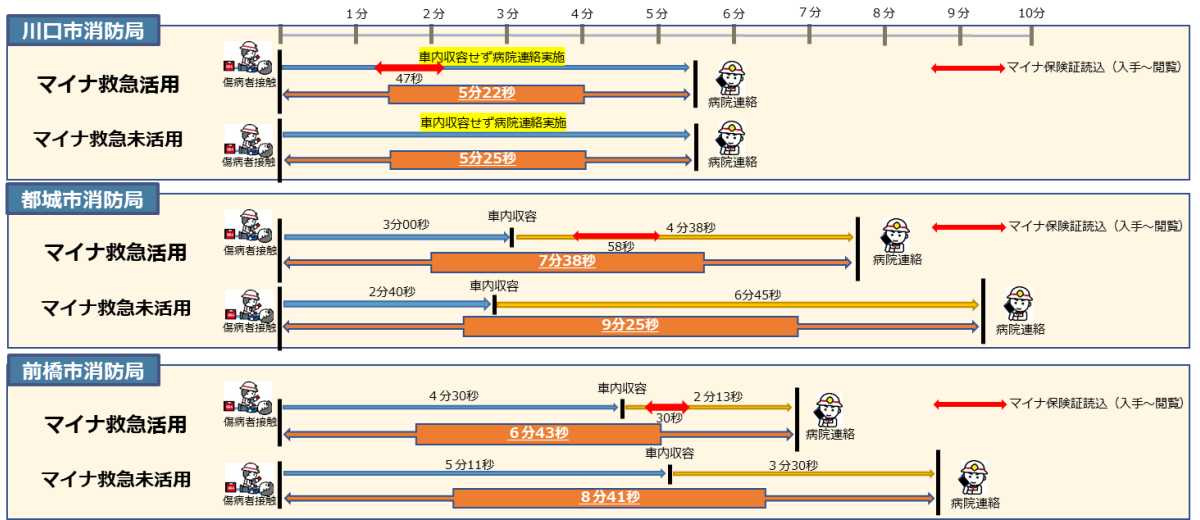 1分 2分 3分 4分 5分 6分 7分 8分 9分 10分
川口市消防局
マイナ救急活用
傷病者接触
車内収容せず病院連絡実施
47秒
5分22秒
病院連絡
マイナ保険証読込（入手～閲覧）
マイナ救急未活用
傷病者接触
車内収容せず病院連絡実施
5分25秒
病院連絡
都城市消防局
マイナ救急活用
傷病者接触
3分00秒
車内収容
4分38秒
58秒
7分38秒
病院連絡
マイナ保険証読込（入手～閲覧）
マイナ救急未活用
傷病者接触
2分40秒
車内収容
6分45秒
9分25秒
病院連絡
前橋市消防局
マイナ救急活用
傷病者接触
4分30秒
車内収容
2分13秒
30秒
6分43秒
病院連絡
マイナ保険証読込（入手～閲覧）
マイナ救急未活用
傷病者接触
5分11秒
車内収容
3分30秒
8分41秒
病院連絡